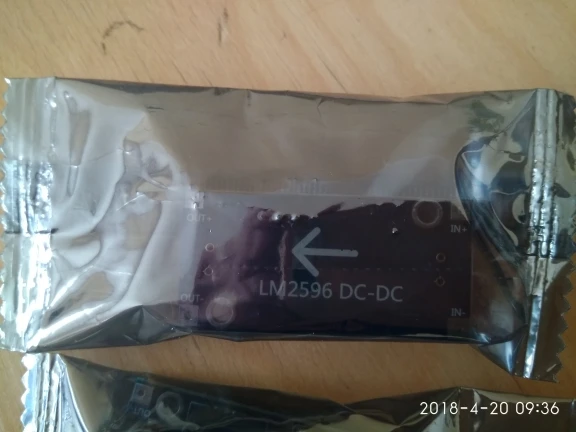 OUT+
IN+
LM2596 DC-DC
OUT-
IN-
2018-4-20 09:36